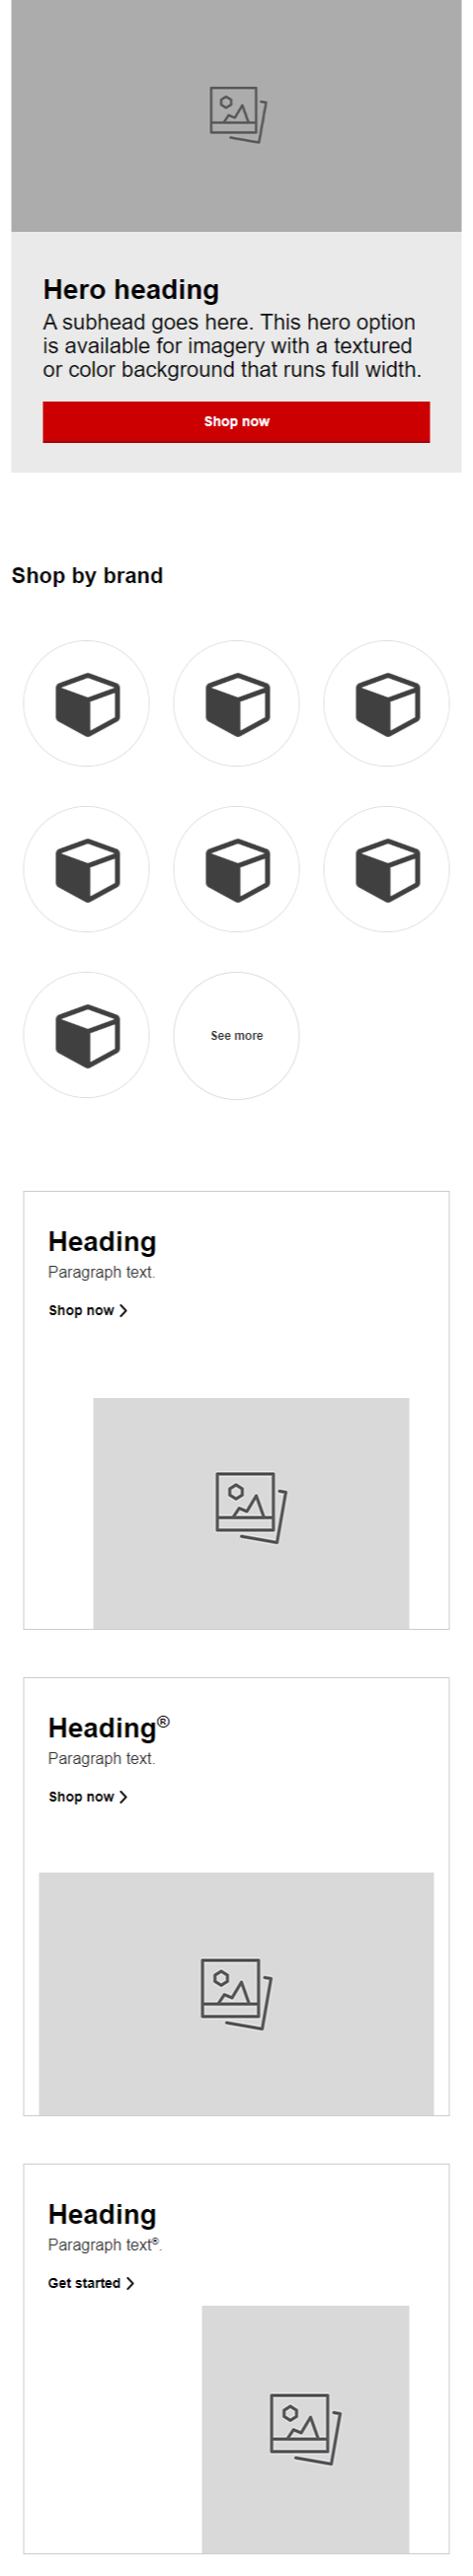 Hero heading
A subhead goes here. This hero option
is available for imagery with a textured
or color background that runs full width.
Shop now
Shop by brand
See more
Heading
Paragraph text.
Shop now
Heading®
Paragraph text.
Shop now
Heading
Paragraph text®.
Get started